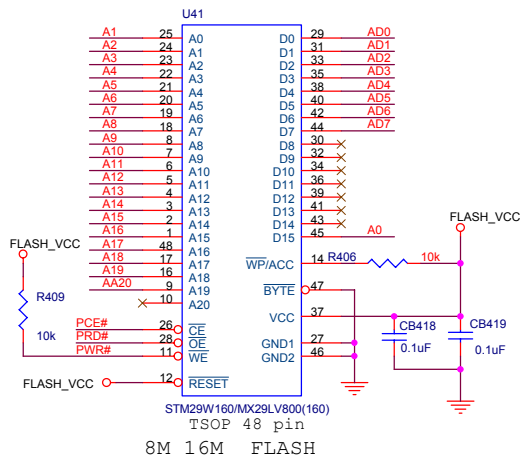 U41
A1 25 A0 D0 29 AD0
A2 24 A1 D1 31 AD1
A3 23 A2 D2 33 AD2
A4 22 A3 D3 35 AD3
A5 21 A4 D4 38 AD4
A6 20 A5 D5 40 AD5
A7 19 A6 D6 42 AD6
A8 18 A7 D7 44 AD7
A9 8 A8 D8 30
A10 7 A9 D9 32
A11 6 A10 D10 34
A12 5 A11 D11 36
A13 4 A12 D12 39
A14 3 A13 D13 41
A15 2 A14 D14 43
A16 1 A15 D15 45 A0
A17 48 A16
A18 17 A17 WP/ACC 14 R406 10k
A19 16 A18
AA20 9 A19 BYTE 47
10 A20
FLASH_VCC
FLASH_VCC
R409
10k
VCC 37
CB418
0.1uF
CB419
0.1uF
PCE# 26 CE
PRD# 28 OE GND1 27
PWR# 11 WE GND2 46
FLASH_VCC 12 RESET
STM29W160/MX29LV800(160)
TSOP 48 pin
8M 16M FLASH